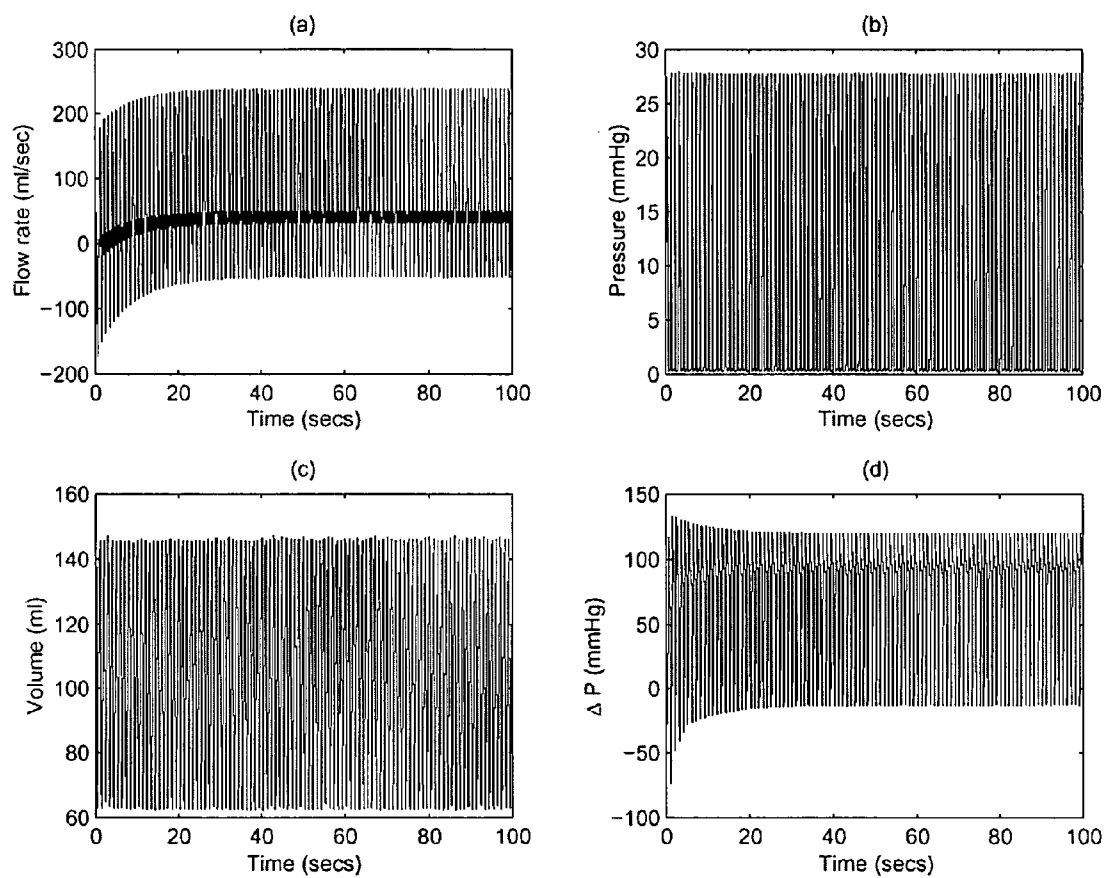 (a)
300
200
100
0
−100
−200
Flow rate (ml/sec)
0 20 40 60 80 100
Time (secs)
(b)
30
25
20
15
10
5
0
Pressure (mmHg)
0 20 40 60 80 100
Time (secs)
(c)
160
140
120
100
80
60
Volume (ml)
0 20 40 60 80 100
Time (secs)
(d)
150
100
50
0
−50
−100
Δ P (mmHg)
0 20 40 60 80 100
Time (secs)